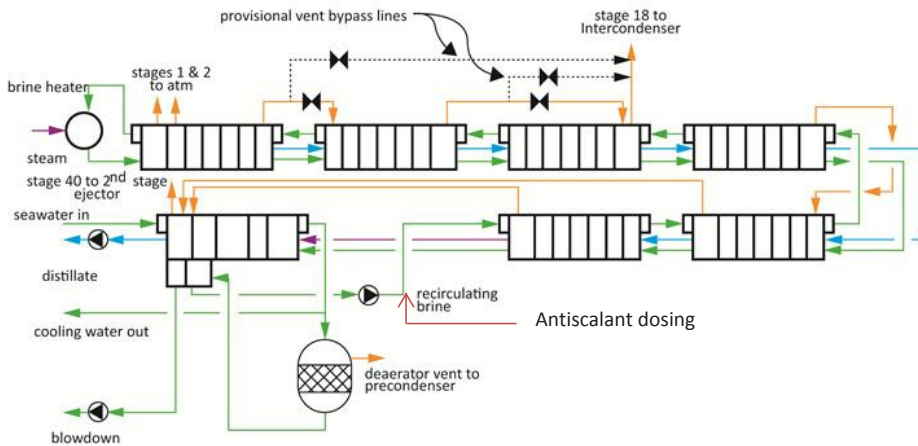 provisional vent bypass lines
stage 18 to
Intercondenser
stages 1 & 2
to atm
brine heater
steam
stage 40 to 2nd stage
ejector
seawater in
distillate
recirculating
brine
Antiscalant dosing
cooling water out
deaerator vent to
precondenser
blowdown